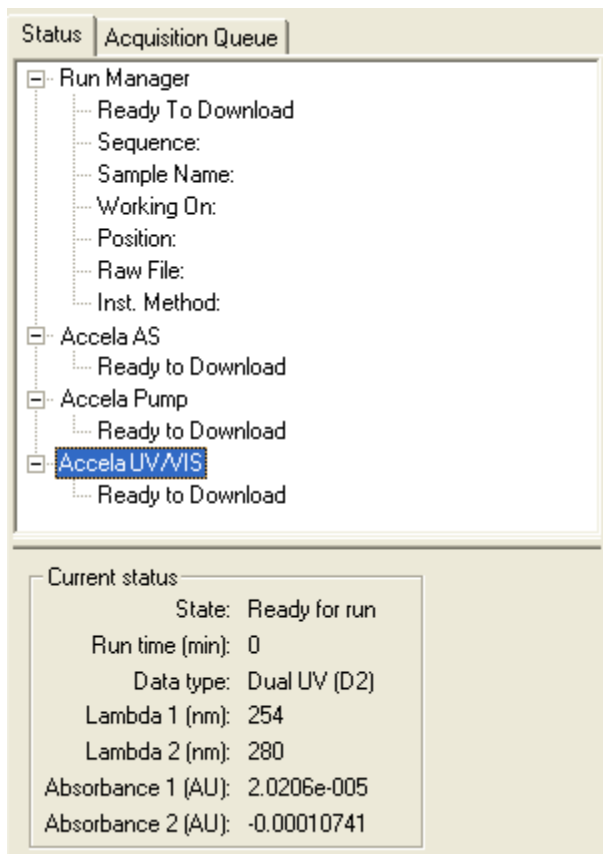 Status
Acquisition Queue
Run Manager
Ready To Download
Sequence:
Sample Name:
Working On:
Position:
Raw File:
Inst. Method:
Accela AS
Ready to Download
Accela Pump
Ready to Download
Accela UV/VIS
Ready to Download
Current status
State: Ready for run
Run time (min): 0
Data type: Dual UV (D2)
Lambda 1 (nm): 254
Lambda 2 (nm): 280
Absorbance 1 (AU): 2.0206e-005
Absorbance 2 (AU): -0.00010741